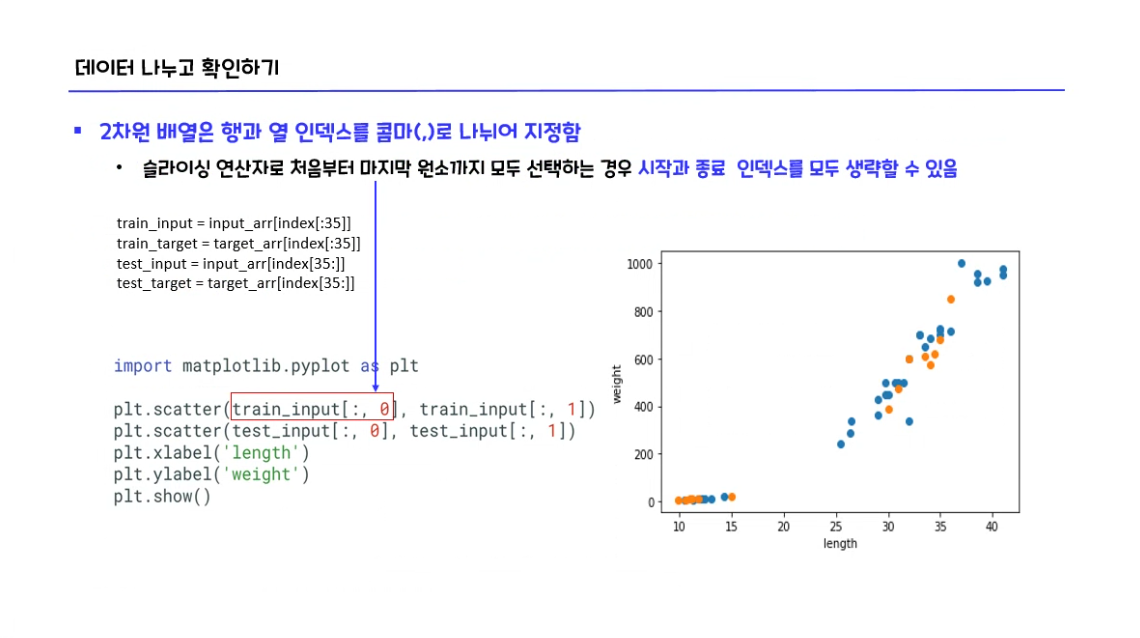 데이터 나누고 확인하기
▪ 2차원 배열은 행과 열 인덱스를 콤마(,)로 나뉘어 지정함
• 슬라이싱 연산자로 처음부터 마지막 원소까지 모두 선택하는 경우 시작과 종료 인덱스를 모두 생략할 수 있음
train_input = input_arr[index[:35]]
train_target = target_arr[index[:35]]
test_input = input_arr[index[35:]]
test_target = target_arr[index[35:]]
import matplotlib.pyplot as plt
plt.scatter(train_input[:, 0], train_input[:, 1])
plt.scatter(test_input[:, 0], test_input[:, 1])
plt.xlabel('length')
plt.ylabel('weight')
plt.show()
1000
800
600
400
200
0
weight
10 15 20 25 30 35 40
length